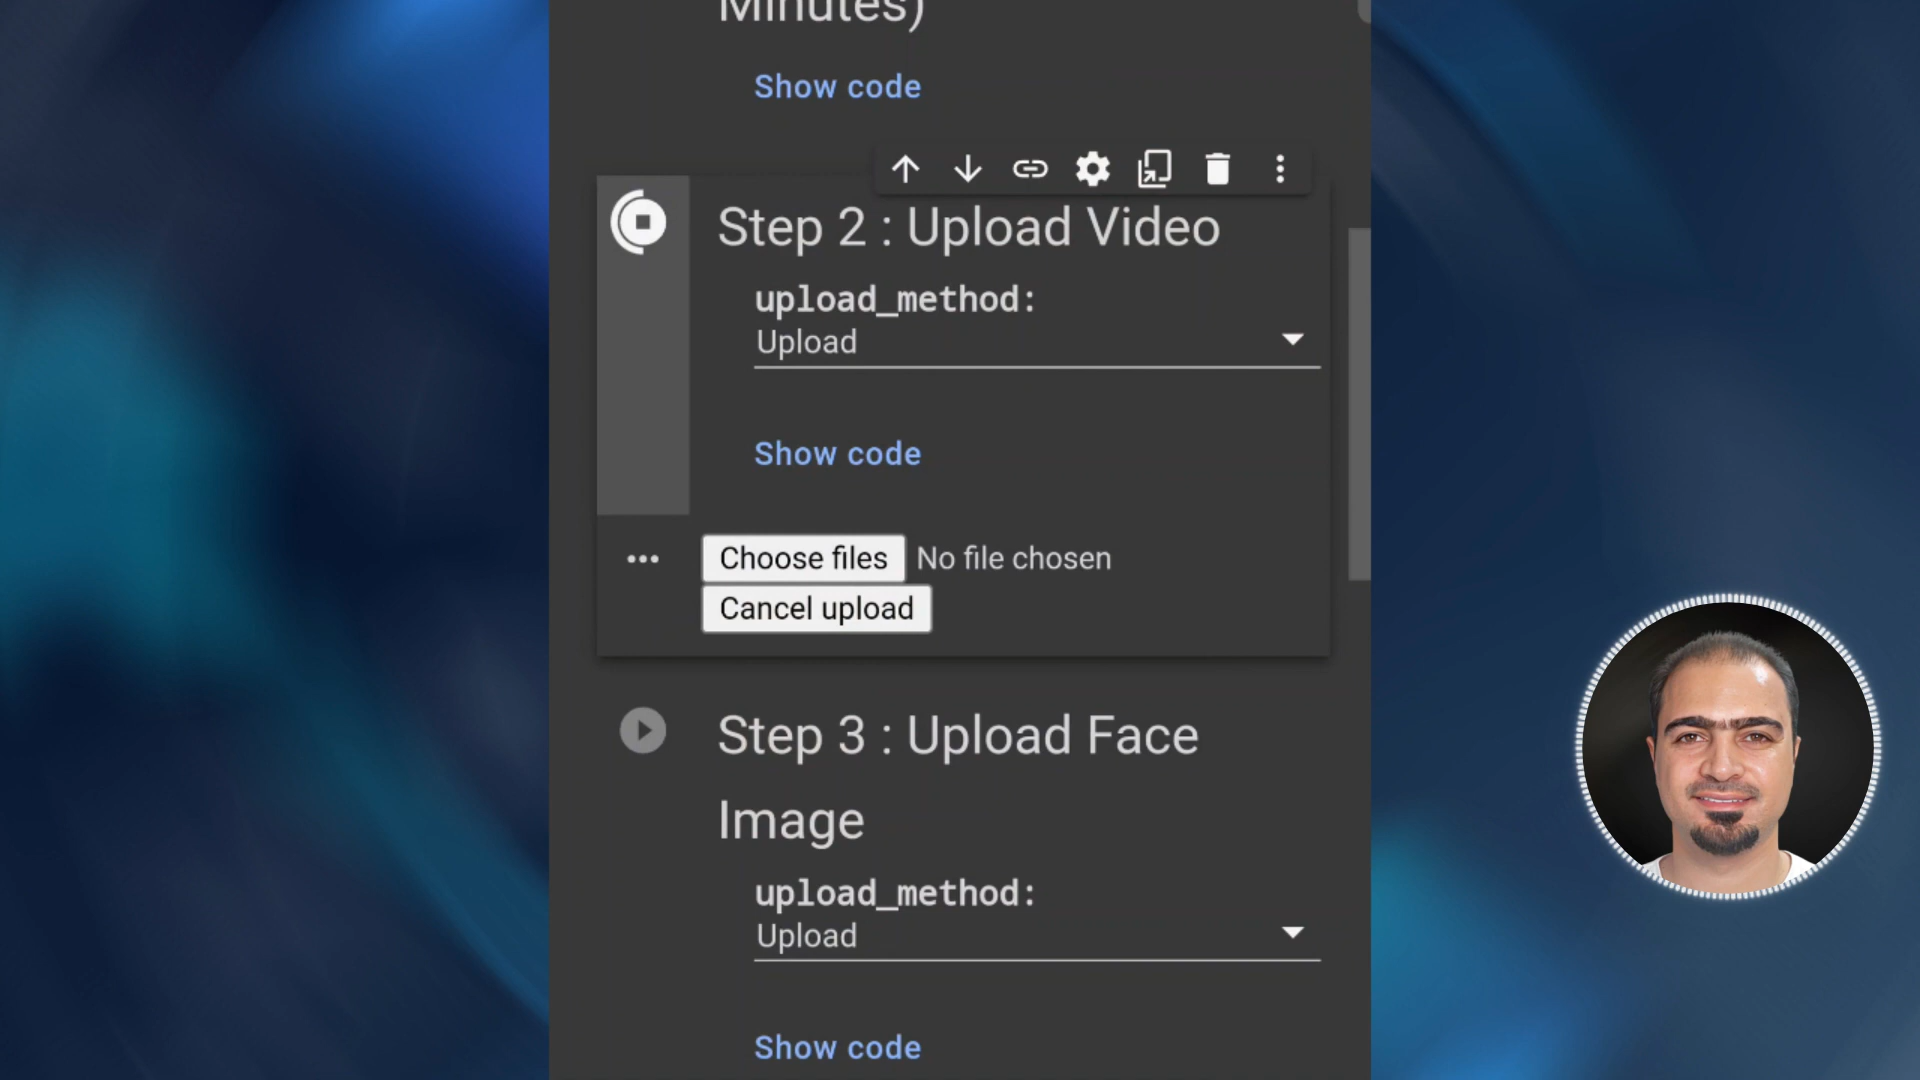 Minutes)
Show code
Step 2 : Upload Video
upload_method:
Upload
Show code
Choose files No file chosen
Cancel upload
Step 3 : Upload Face
Image
upload_method:
Upload
Show code